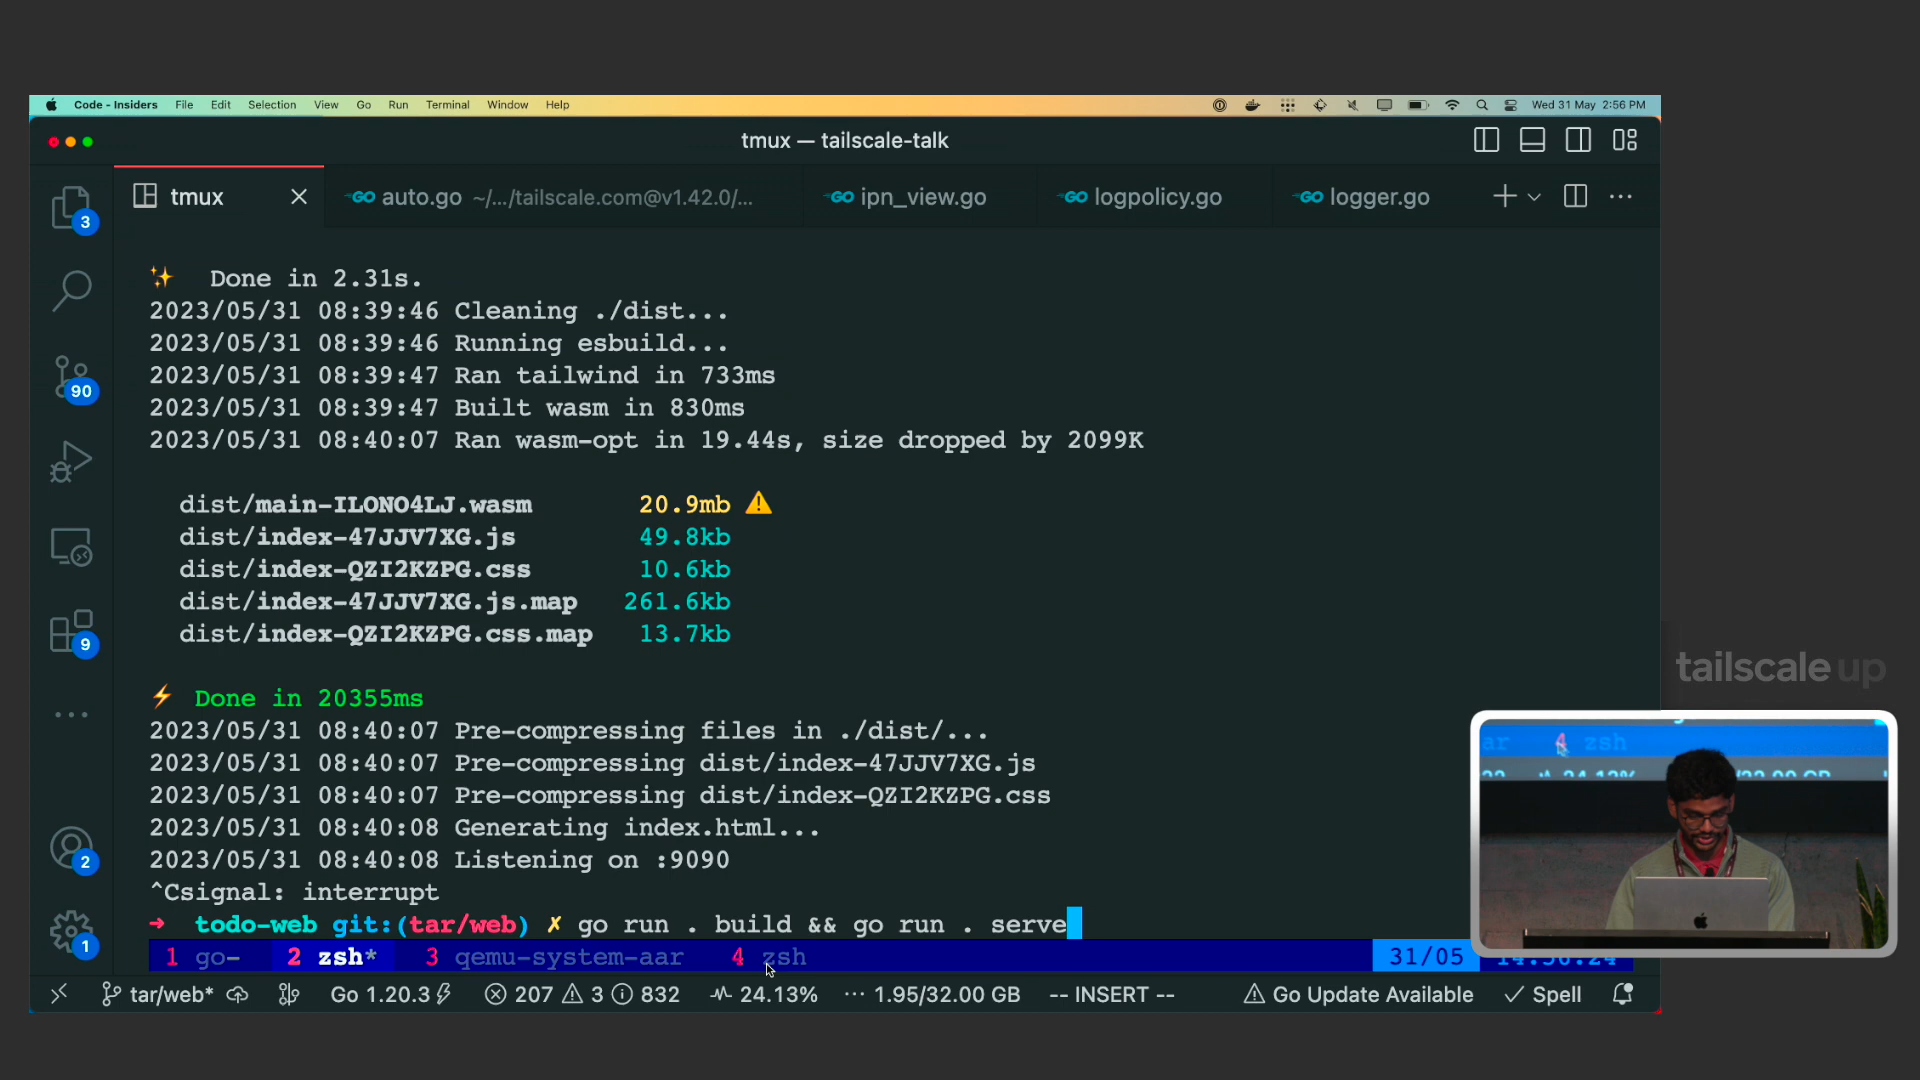 Code - Insiders File Edit Selection View Go Run Terminal Window Help Wed 31 May 2:56 PM
tmux — tailscale-talk
tmux auto.go ~/.../tailscale.com@v1.42.0/... ipn_view.go logpolicy.go logger.go
3
✨ Done in 2.31s.
2023/05/31 08:39:46 Cleaning ./dist...
2023/05/31 08:39:46 Running esbuild...
2023/05/31 08:39:47 Ran tailwind in 733ms
90
2023/05/31 08:39:47 Built wasm in 830ms
2023/05/31 08:40:07 Ran wasm-opt in 19.44s, size dropped by 2099K
dist/main-ILONO4LJ.wasm 20.9mb ⚠
dist/index-47JJV7XG.js 49.8kb
dist/index-QZI2KZPG.css 10.6kb
dist/index-47JJV7XG.js.map 261.6kb
dist/index-QZI2KZPG.css.map 13.7kb
9
tailscale up
⚡ Done in 20355ms
2023/05/31 08:40:07 Pre-compressing files in ./dist/...
2023/05/31 08:40:07 Pre-compressing dist/index-47JJV7XG.js
2023/05/31 08:40:07 Pre-compressing dist/index-QZI2KZPG.css
2023/05/31 08:40:08 Generating index.html...
2023/05/31 08:40:08 Listening on :9090
2
^Csignal: interrupt
➜ todo-web git:(tar/web) ✗ go run . build && go run . serve
1
1 go- 2 zsh* 3 qemu-system-aar 4 zsh 31/05
tar/web* Go 1.20.3 207 3 832 24.13% ... 1.95/32.00 GB -- INSERT -- Go Update Available Spell
4 zsh